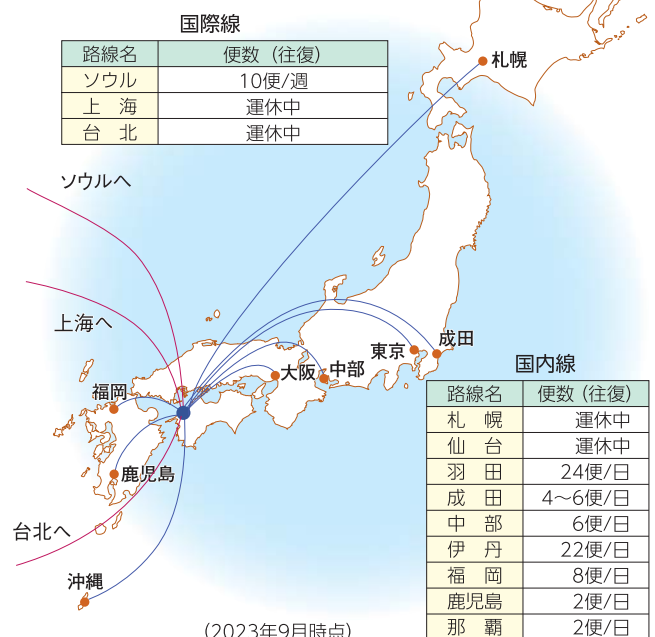 国際線
路線名 便数（往復）
ソウル 10便/週
上 海 運休中
台 北 運休中
札幌
ソウルへ
上海へ
東京
成田
大阪
中部
福岡
鹿児島
台北へ
沖縄
国内線
路線名 便数（往復）
札 幌 運休中
仙 台 運休中
羽 田 24便/日
成 田 4～6便/日
中 部 6便/日
伊 丹 22便/日
福 岡 8便/日
鹿児島 2便/日
那 覇 2便/日
（2023年9月時点）